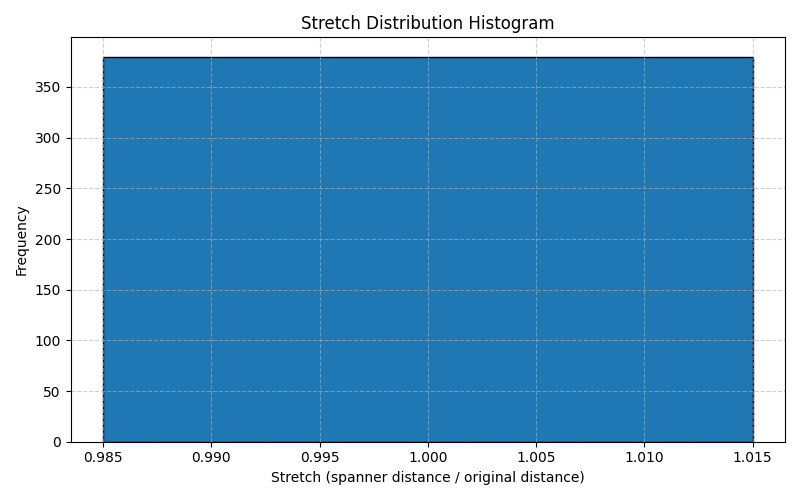 Stretch Distribution Histogram
Frequency
350
300
250
200
150
100
50
0
0.985 0.990 0.995 1.000 1.005 1.010 1.015
Stretch (spanner distance / original distance)